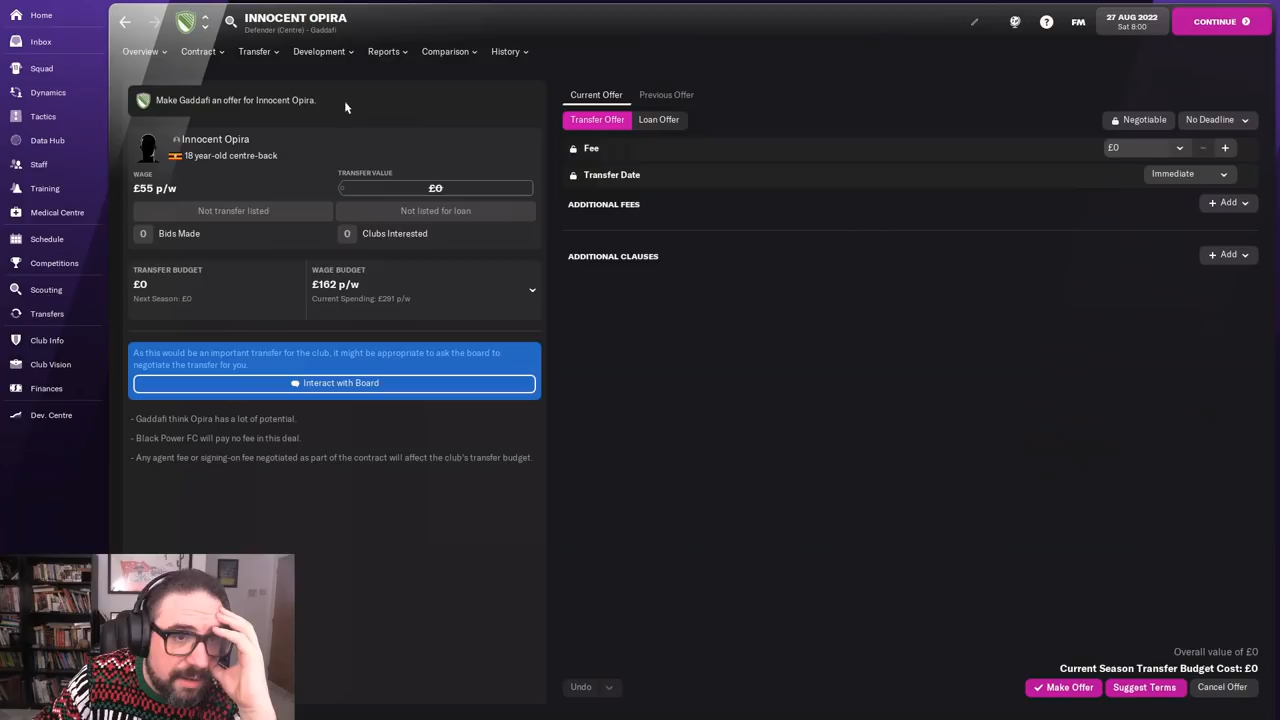 Home
Inbox
Squad
Dynamics
Tactics
Data Hub
Staff
Training
Medical Centre
Schedule
Competitions
Scouting
Transfers
Club Info
Club Vision
Finances
Dev. Centre
INNOCENT OPIRA
Defender (Centre) - Gaddafi
FM
27 AUG 2022
Sat 8:00
CONTINUE
Overview
Contract
Transfer
Development
Reports
Comparison
History
Make Gaddafi an offer for Innocent Opira.
Innocent Opira
18 year-old centre-back
WAGE
£55 p/w
TRANSFER VALUE
£0
Not transfer listed
Not listed for loan
0 Bids Made
0 Clubs Interested
TRANSFER BUDGET
£0
Next Season: £0
WAGE BUDGET
£162 p/w
Current Spending: £291 p/w
As this would be an important transfer for the club, it might be appropriate to ask the board to
negotiate the transfer for you.
Interact with Board
- Gaddafi think Opira has a lot of potential.
- Black Power FC will pay no fee in this deal.
- Any agent fee or signing-on fee negotiated as part of the contract will affect the club's transfer budget.
Current Offer
Previous Offer
Transfer Offer
Loan Offer
Negotiable
No Deadline
Fee
£0
Transfer Date
Immediate
ADDITIONAL FEES
+ Add
ADDITIONAL CLAUSES
+ Add
Overall value of £0
Current Season Transfer Budget Cost: £0
Undo
Make Offer
Suggest Terms
Cancel Offer